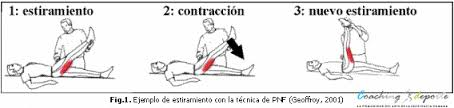 1: estiramiento
2: contracción
3: nuevo estiramiento
Coaching Xdeporte
Fig.1. Ejemplo de estiramiento con la técnica de PNF (Geoffroy, 2001)